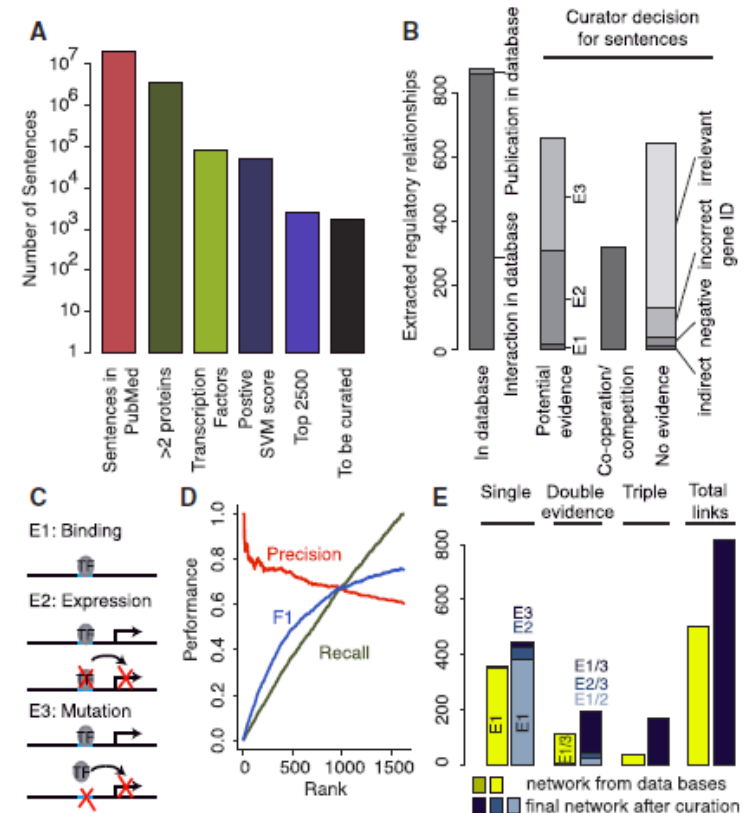 A
Number of Sentences
10^7
10^6
10^5
10^4
10^3
10^2
10
1
Sentences in
PubMed
>2 proteins
Transcription
Factors
Postive
SVM score
Top 2500
To be curated
B
Curator decision
for sentences
Extracted regulatory relationships
800
600
400
200
0
Publication in database
Interaction in database
E3
E2
E1
irrelevant
incorrect
gene ID
negative
indirect
In database
Potential
evidence
Co-operation/
competition
No evidence
C
E1: Binding
TF
E2: Expression
TF
TF
E3: Mutation
TF
TF
D
Performance
1.0
0.8
0.6
0.4
0.2
0.0
Precision
F1
Recall
0
500
1000
1500
Rank
E
Single
Double
evidence
Triple
Total
links
800
600
400
200
0
E3
E2
E1
E1
E1/3
E2/3
E1/2
E1/3
network from data bases
final network after curation